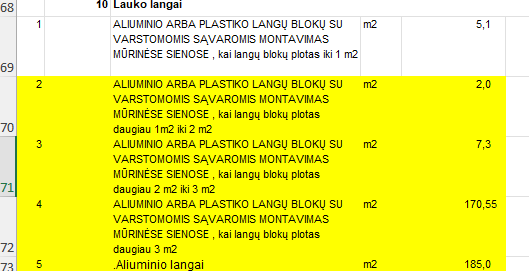 68 10 Lauko langai
1 ALIUMINIO ARBA PLASTIKO LANGŲ BLOKŲ SU m2 5,1
VARSTOMOMIS SĄVAROMIS MONTAVIMAS
MŪRINĖSE SIENOSE , kai langų blokų plotas iki 1 m2
69
2 ALIUMINIO ARBA PLASTIKO LANGŲ BLOKŲ SU m2 2,0
VARSTOMOMIS SĄVAROMIS MONTAVIMAS
MŪRINĖSE SIENOSE , kai langų blokų plotas
70 daugiau 1m2 iki 2 m2
3 ALIUMINIO ARBA PLASTIKO LANGŲ BLOKŲ SU m2 7,3
VARSTOMOMIS SĄVAROMIS MONTAVIMAS
MŪRINĖSE SIENOSE , kai langų blokų plotas
71 daugiau 2 m2 iki 3 m2
4 ALIUMINIO ARBA PLASTIKO LANGŲ BLOKŲ SU m2 170,55
VARSTOMOMIS SĄVAROMIS MONTAVIMAS
MŪRINĖSE SIENOSE , kai langų blokų plotas
72 daugiau 3 m2
73 5 .Aliuminio langai m2 185,0